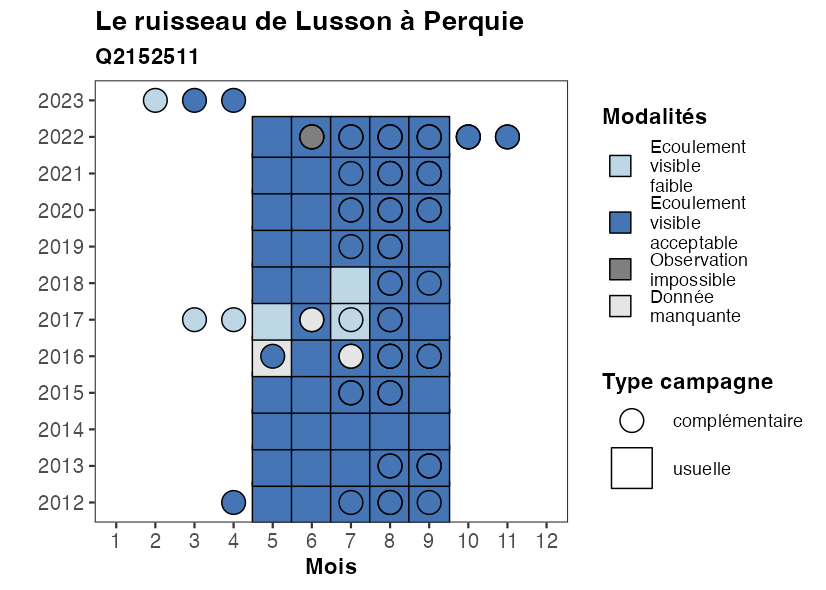 Le ruisseau de Lusson à Perquie
Q2152511
2023
2022
2021
2020
2019
2018
2017
2016
2015
2014
2013
2012
1 2 3 4 5 6 7 8 9 10 11 12
Mois
Modalités
Ecoulement
visible
faible
Ecoulement
visible
acceptable
Observation
impossible
Donnée
manquante
Type campagne
complémentaire
usuelle